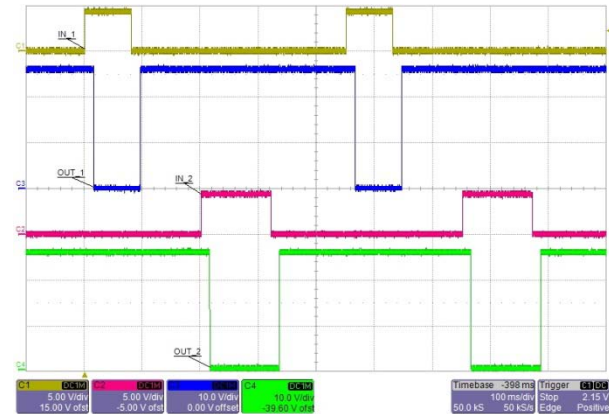 C1
IN_1
C3
OUT_1
IN_2
C2
OUT_2
C4
C1 DC1M
5.00 V/div
15.00 V ofst
C2 DC1M
5.00 V/div
-5.00 V ofst
10.0 V/div
0.00 V offset
C4 DC1M
10.0 V/div
-39.60 V ofst
Timebase -398 ms
100 ms/div
50.0 kS 50 kS/s
Trigger C1 DC
Stop 2.15 V
Edge Positive